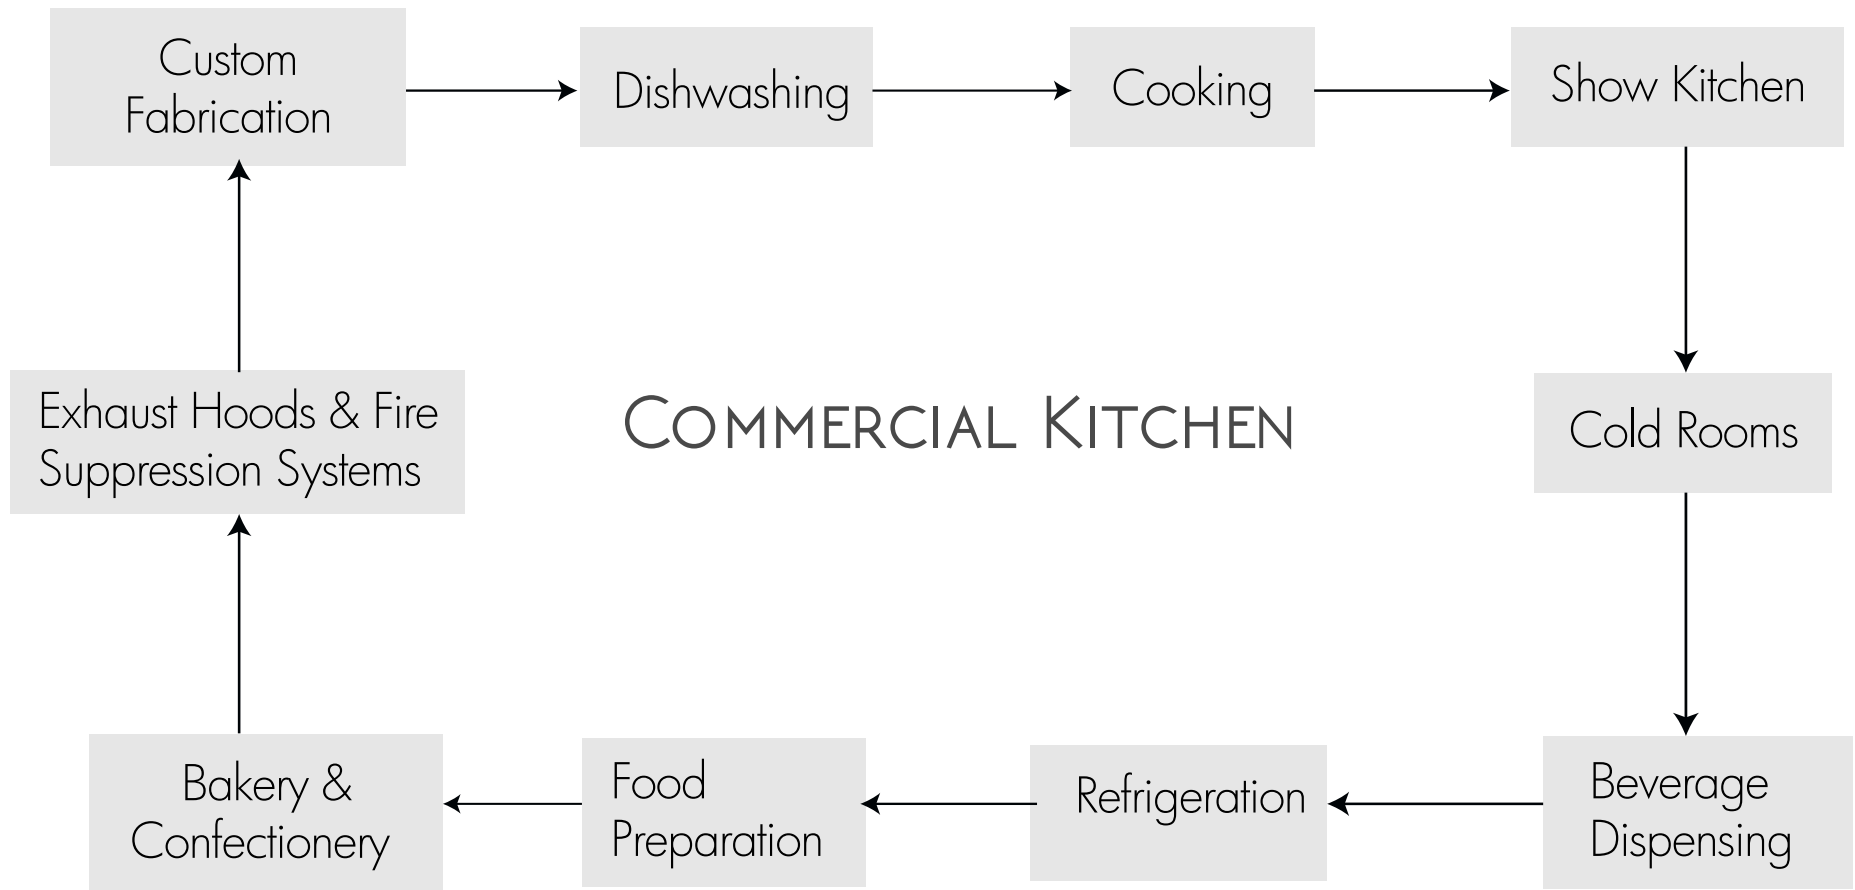 Custom
Fabrication
Dishwashing
Cooking
Show Kitchen
Exhaust Hoods & Fire
Suppression Systems
COMMERCIAL KITCHEN
Cold Rooms
Bakery &
Confectionery
Food
Preparation
Refrigeration
Beverage
Dispensing